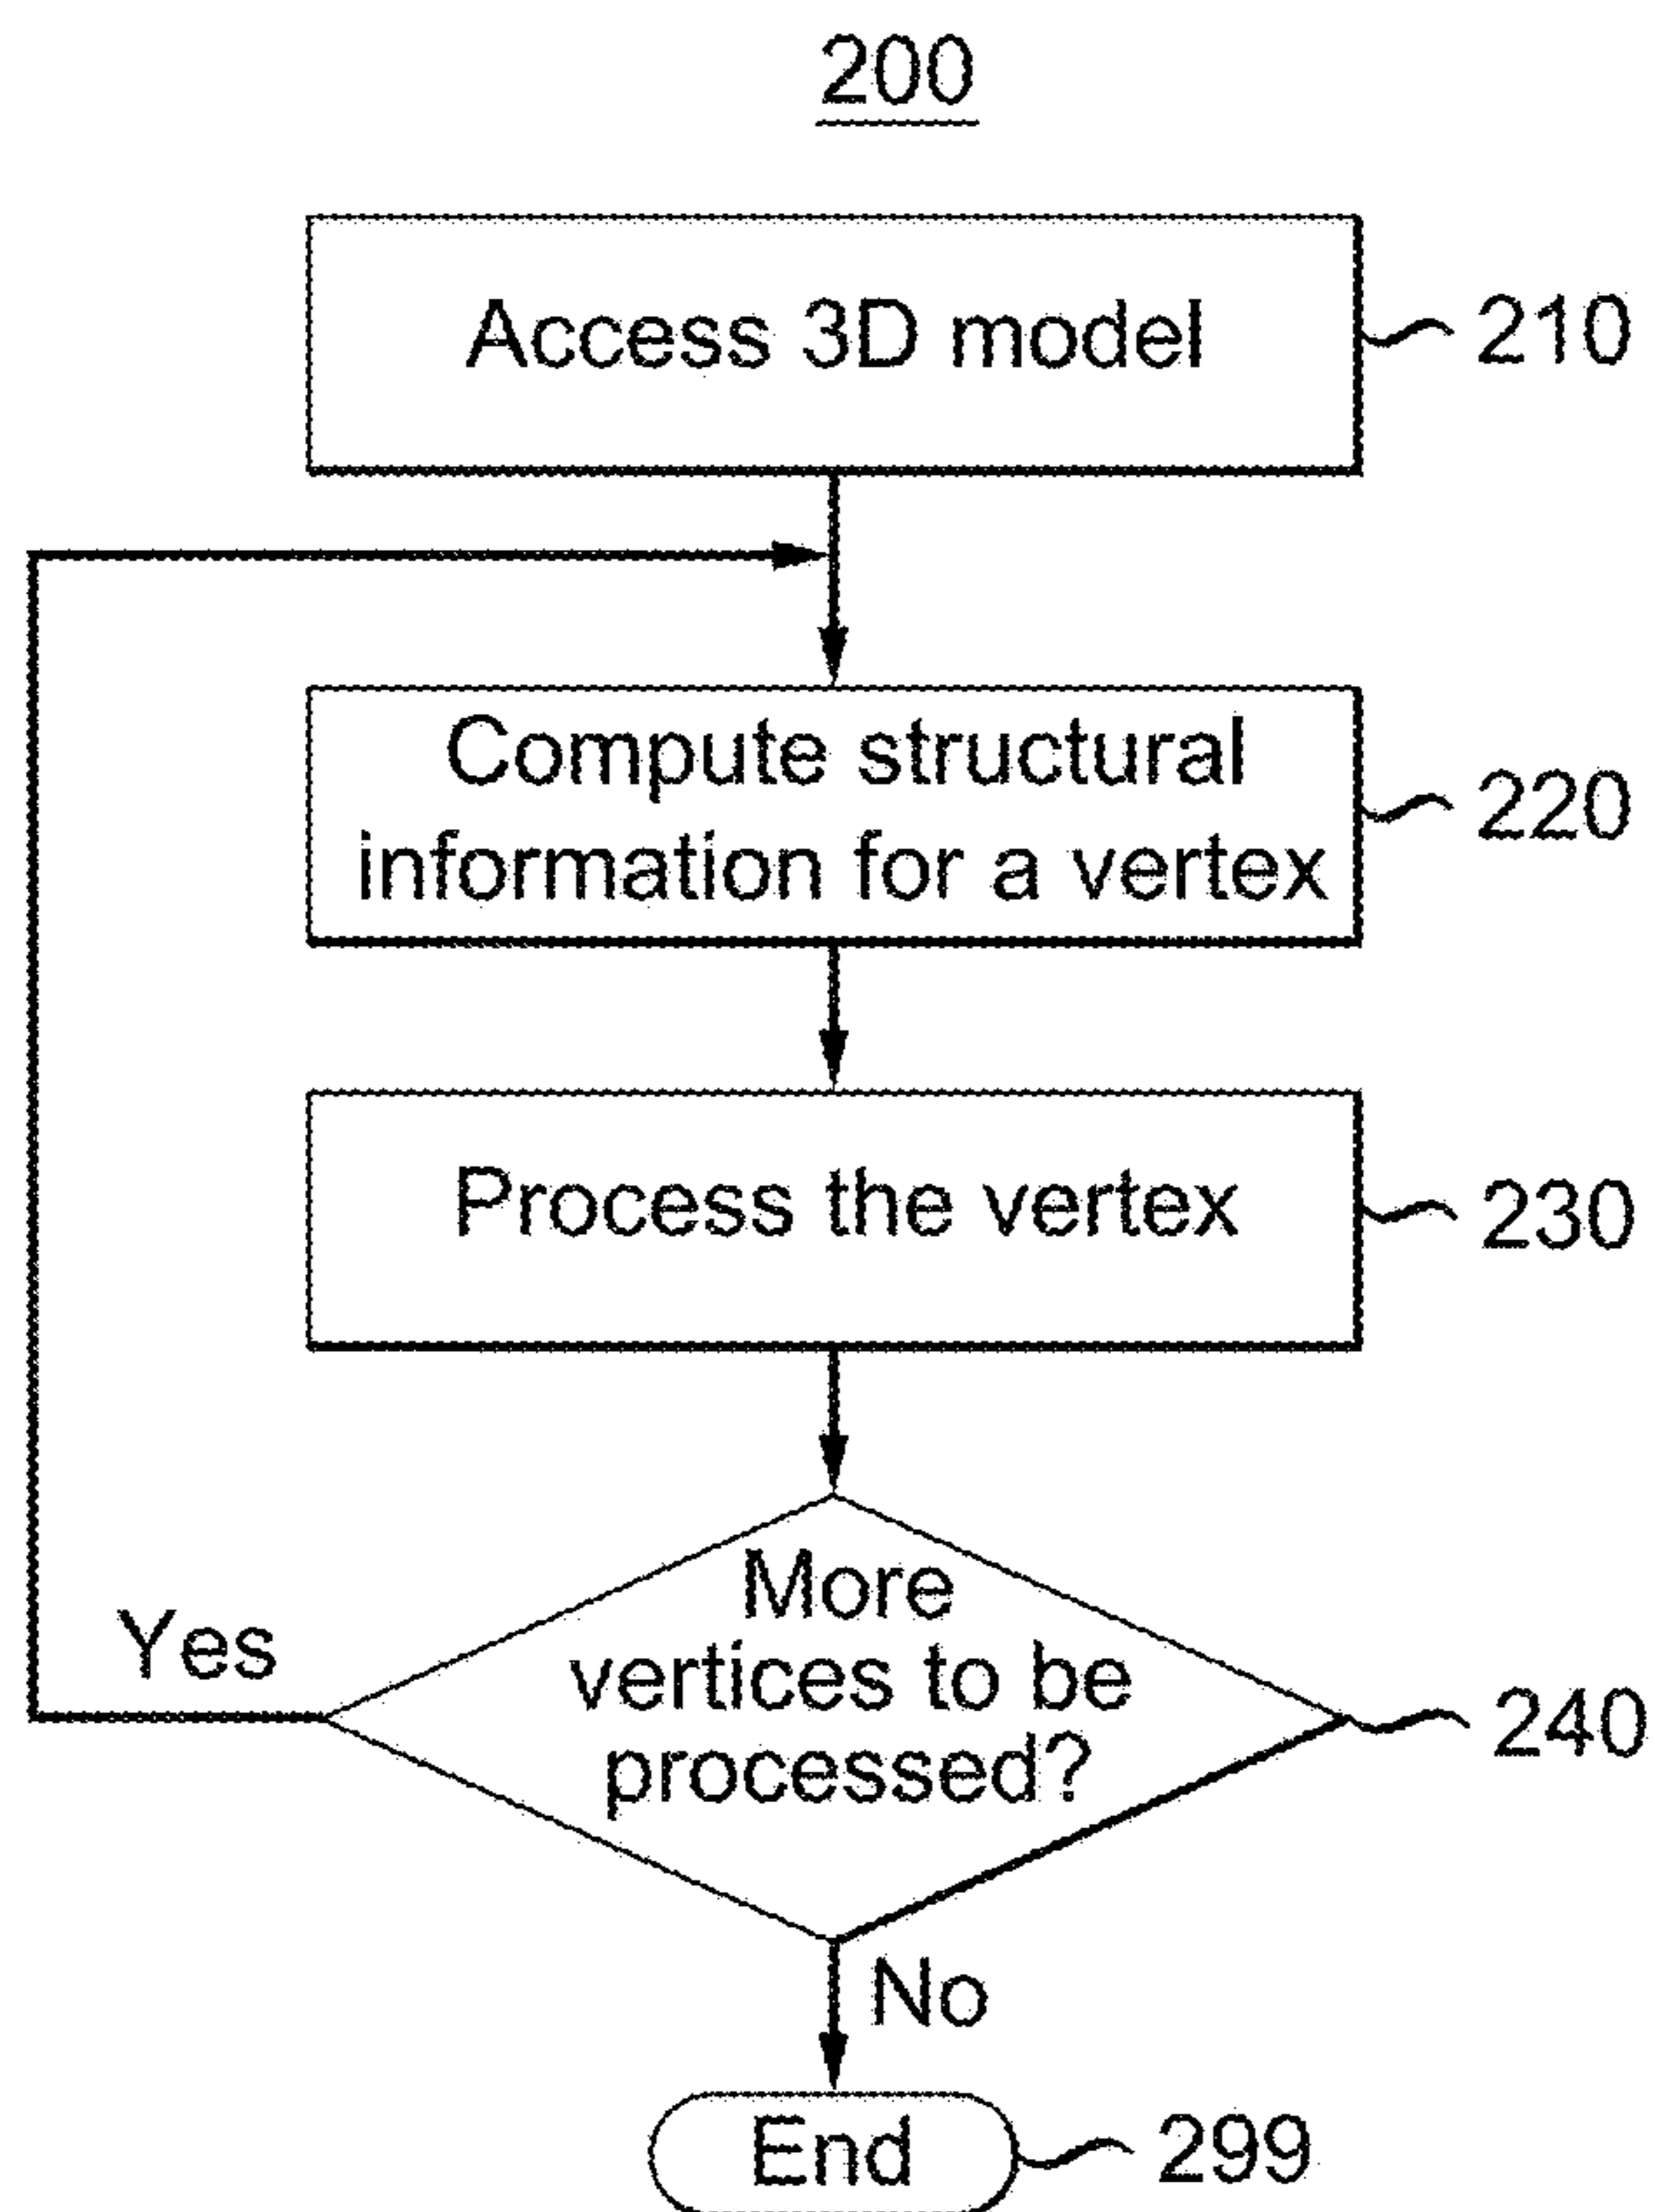 200
Access 3D model
210
Compute structural
information for a vertex
220
Process the vertex
230
More
vertices to be
processed?
240
Yes
No
End
299